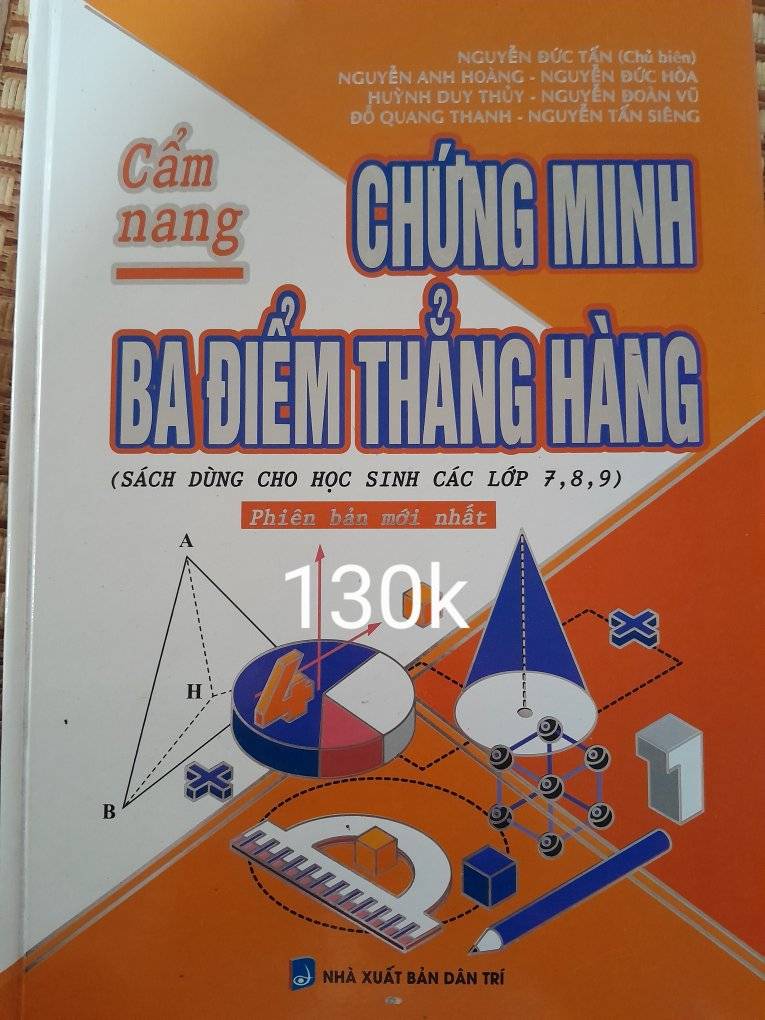 NGUYỄN ĐỨC TẤN (Chủ biên)
NGUYỄN ANH HOÀNG - NGUYỄN ĐỨC HÒA
HUỲNH DUY THỦY - NGUYỄN ĐOÀN VŨ
ĐỖ QUANG THANH - NGUYỄN TẤN SIÊNG
Cẩm
nang
CHỨNG MINH
BA ĐIỂM THẲNG HÀNG
(SÁCH DÙNG CHO HỌC SINH CÁC LỚP 7,8,9)
Phiên bản mới nhất
A
130k
4
H
1
B
NHÀ XUẤT BẢN DÂN TRÍ